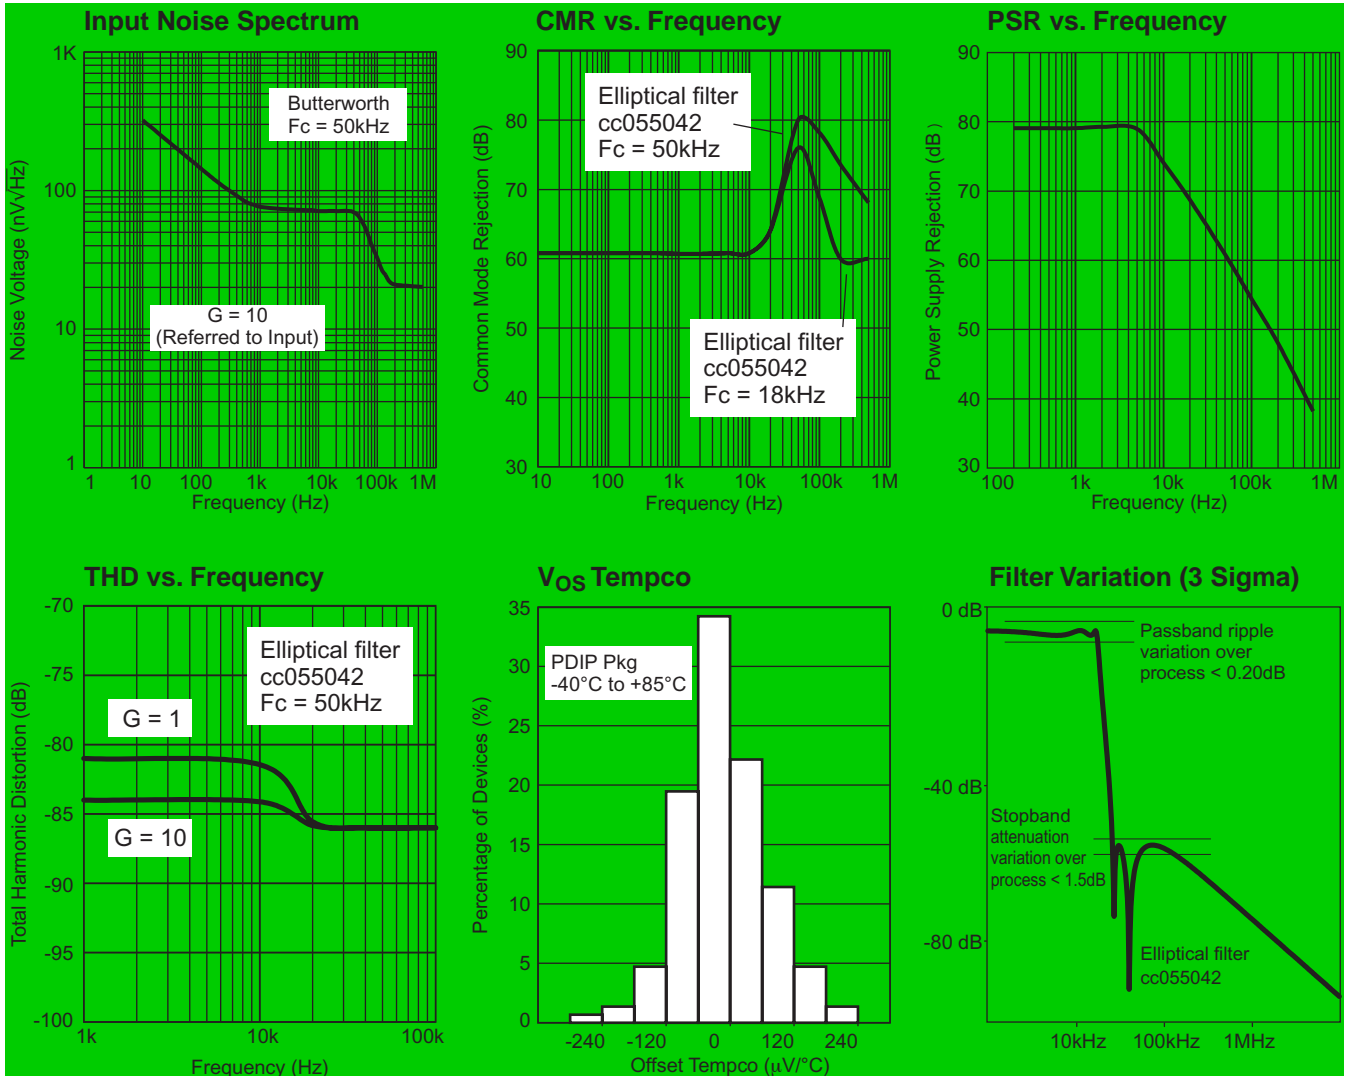 Input Noise Spectrum
1K
100
10
1
Noise Voltage (nV√√Hz)
Butterworth
Fc = 50kHz
G = 10
(Referred to Input)
1 10 100 1k 10k 100k 1M
Frequency (Hz)
CMR vs. Frequency
90
80
70
60
50
40
30
Common Mode Rejection (dB)
Elliptical filter
cc055042
Fc = 50kHz
Elliptical filter
cc055042
Fc = 18kHz
10 100 1k 10k 100k 1M
Frequency (Hz)
PSR vs. Frequency
90
80
70
60
50
40
30
Power Supply Rejection (dB)
100 1k 10k 100k 1M
Frequency (Hz)
THD vs. Frequency
-70
-75
-80
-85
-90
-95
-100
Total Harmonic Distortion (dB)
Elliptical filter
cc055042
Fc = 50kHz
G = 1
G = 10
1k 10k 100k
Frequency (Hz)
VOS Tempco
35
30
25
20
15
10
5
0
Percentage of Devices (%)
PDIP Pkg
-40°C to +85°C
-240 -120 0 120 240
Offset Tempco (µV/°C)
Filter Variation (3 Sigma)
0 dB
-40 dB
-80 dB
Passband ripple
variation over
process < 0.20dB
Stopband
attenuation
variation over
process < 1.5dB
Elliptical filter
cc055042
10kHz 100kHz 1MHz